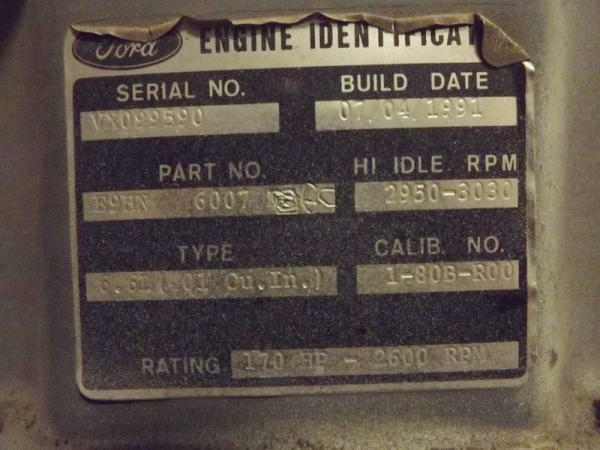 Ford ENGINE IDENTIFICAT
SERIAL NO. BUILD DATE
VX099590 07.04.1991
PART NO. HI IDLE RPM
E9HN 6007 2950-3030
TYPE CALIB. NO.
6.6L(401 Cu.In.) 1-80B-R00
RATING 170 HP - 2600 RPM